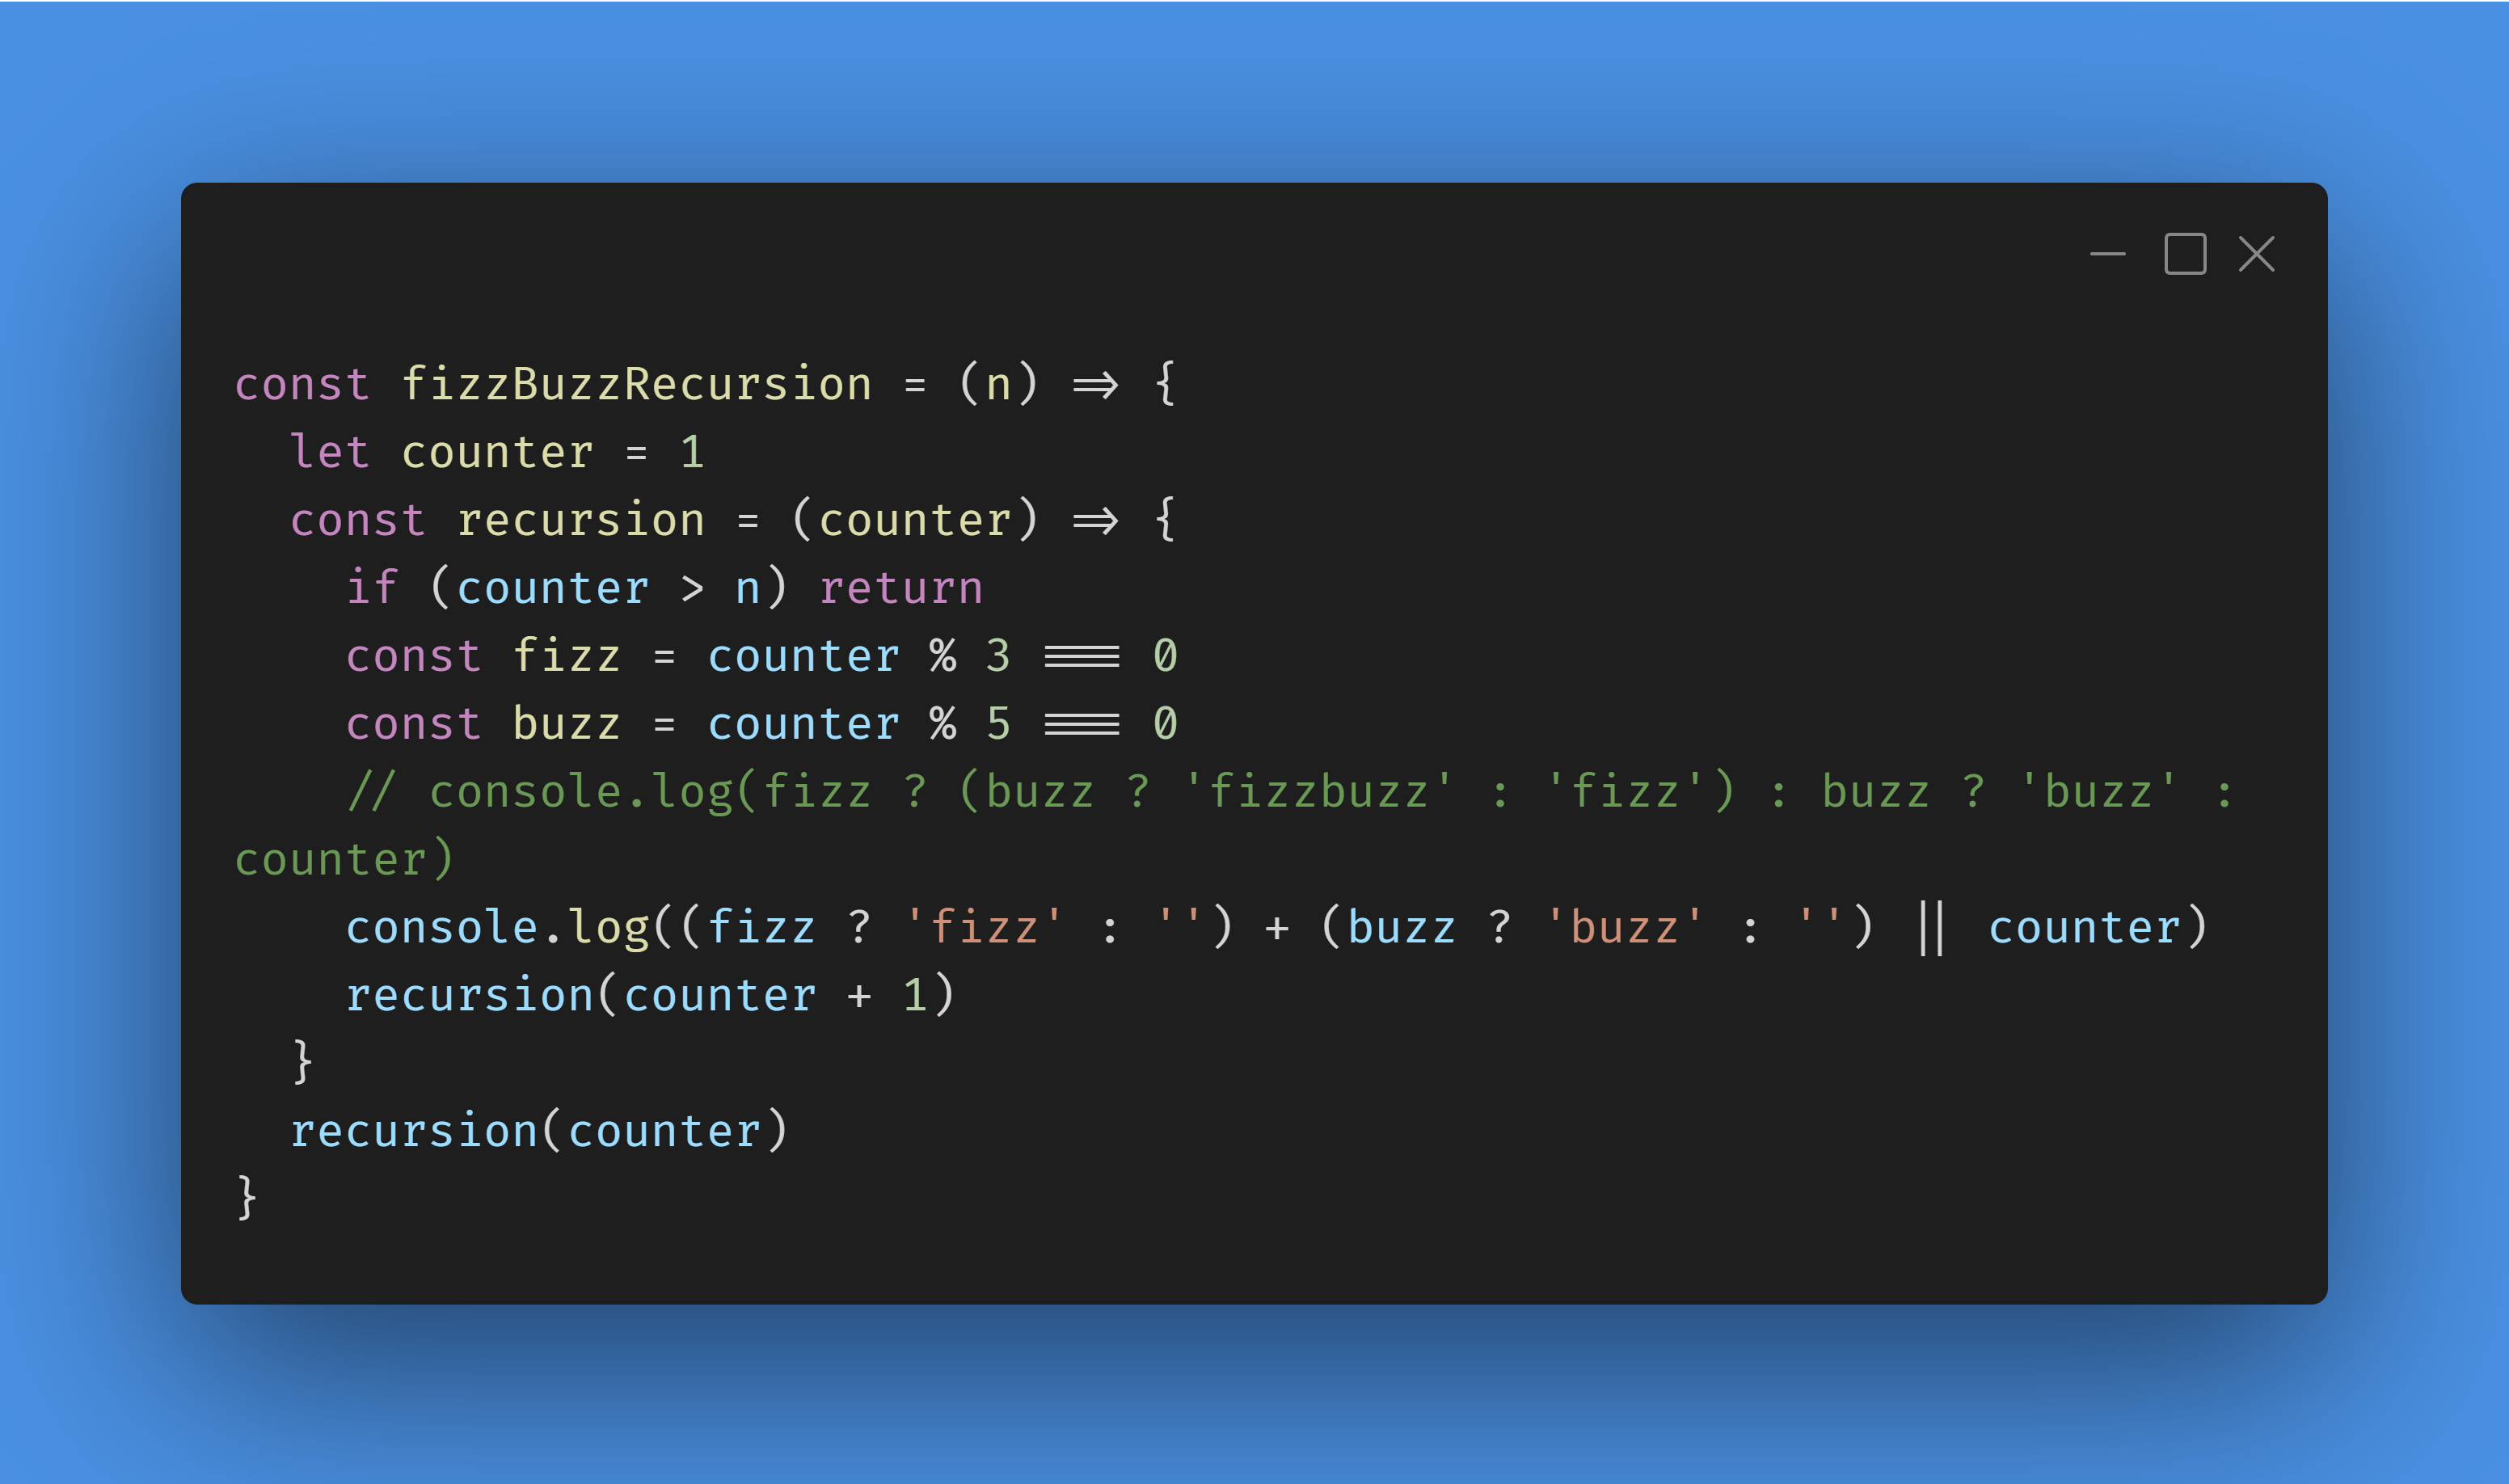 const fizzBuzzRecursion = (n) => {
  let counter = 1
  const recursion = (counter) => {
    if (counter > n) return
    const fizz = counter % 3 === 0
    const buzz = counter % 5 === 0
    // console.log(fizz ? (buzz ? 'fizzbuzz' : 'fizz') : buzz ? 'buzz' :
counter)
    console.log((fizz ? 'fizz' : '') + (buzz ? 'buzz' : '') || counter)
    recursion(counter + 1)
  }
  recursion(counter)
}